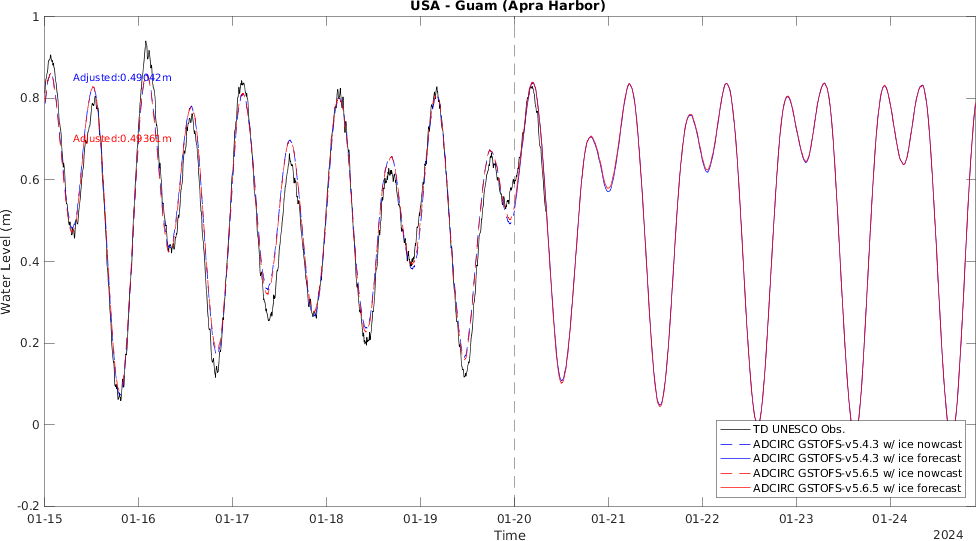 USA - Guam (Apra Harbor)
1
0.8
0.6
0.4
0.2
0
-0.2
Water Level (m)
Adjusted:0.49042m
Adjusted:0.49361m
TD UNESCO Obs.
ADCIRC GSTOFS-v5.4.3 w/ ice nowcast
ADCIRC GSTOFS-v5.4.3 w/ ice forecast
ADCIRC GSTOFS-v5.6.5 w/ ice nowcast
ADCIRC GSTOFS-v5.6.5 w/ ice forecast
01-15 01-16 01-17 01-18 01-19 01-20 01-21 01-22 01-23 01-24
Time
2024